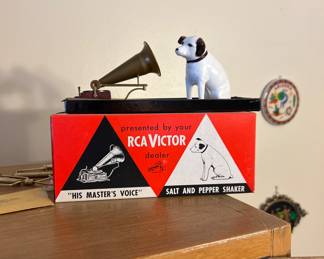 presented by your
RCA VICTOR
dealer
"HIS MASTER'S VOICE"
SALT AND PEPPER SHAKER